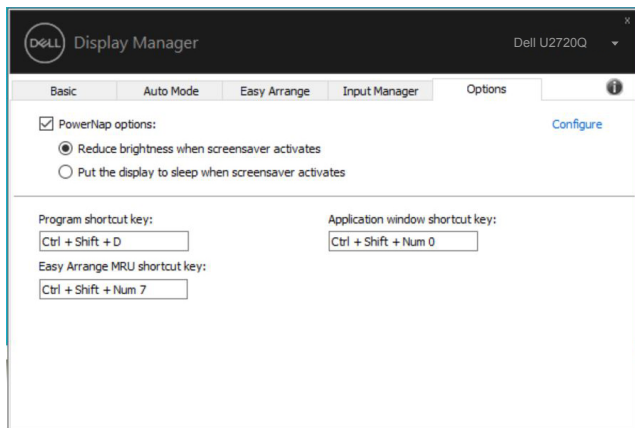 x
DELL Display Manager Dell U2720Q
Basic Auto Mode Easy Arrange Input Manager Options i
PowerNap options: Configure
Reduce brightness when screensaver activates
Put the display to sleep when screensaver activates
Program shortcut key: Application window shortcut key:
Ctrl + Shift + D Ctrl + Shift + Num 0
Easy Arrange MRU shortcut key:
Ctrl + Shift + Num 7